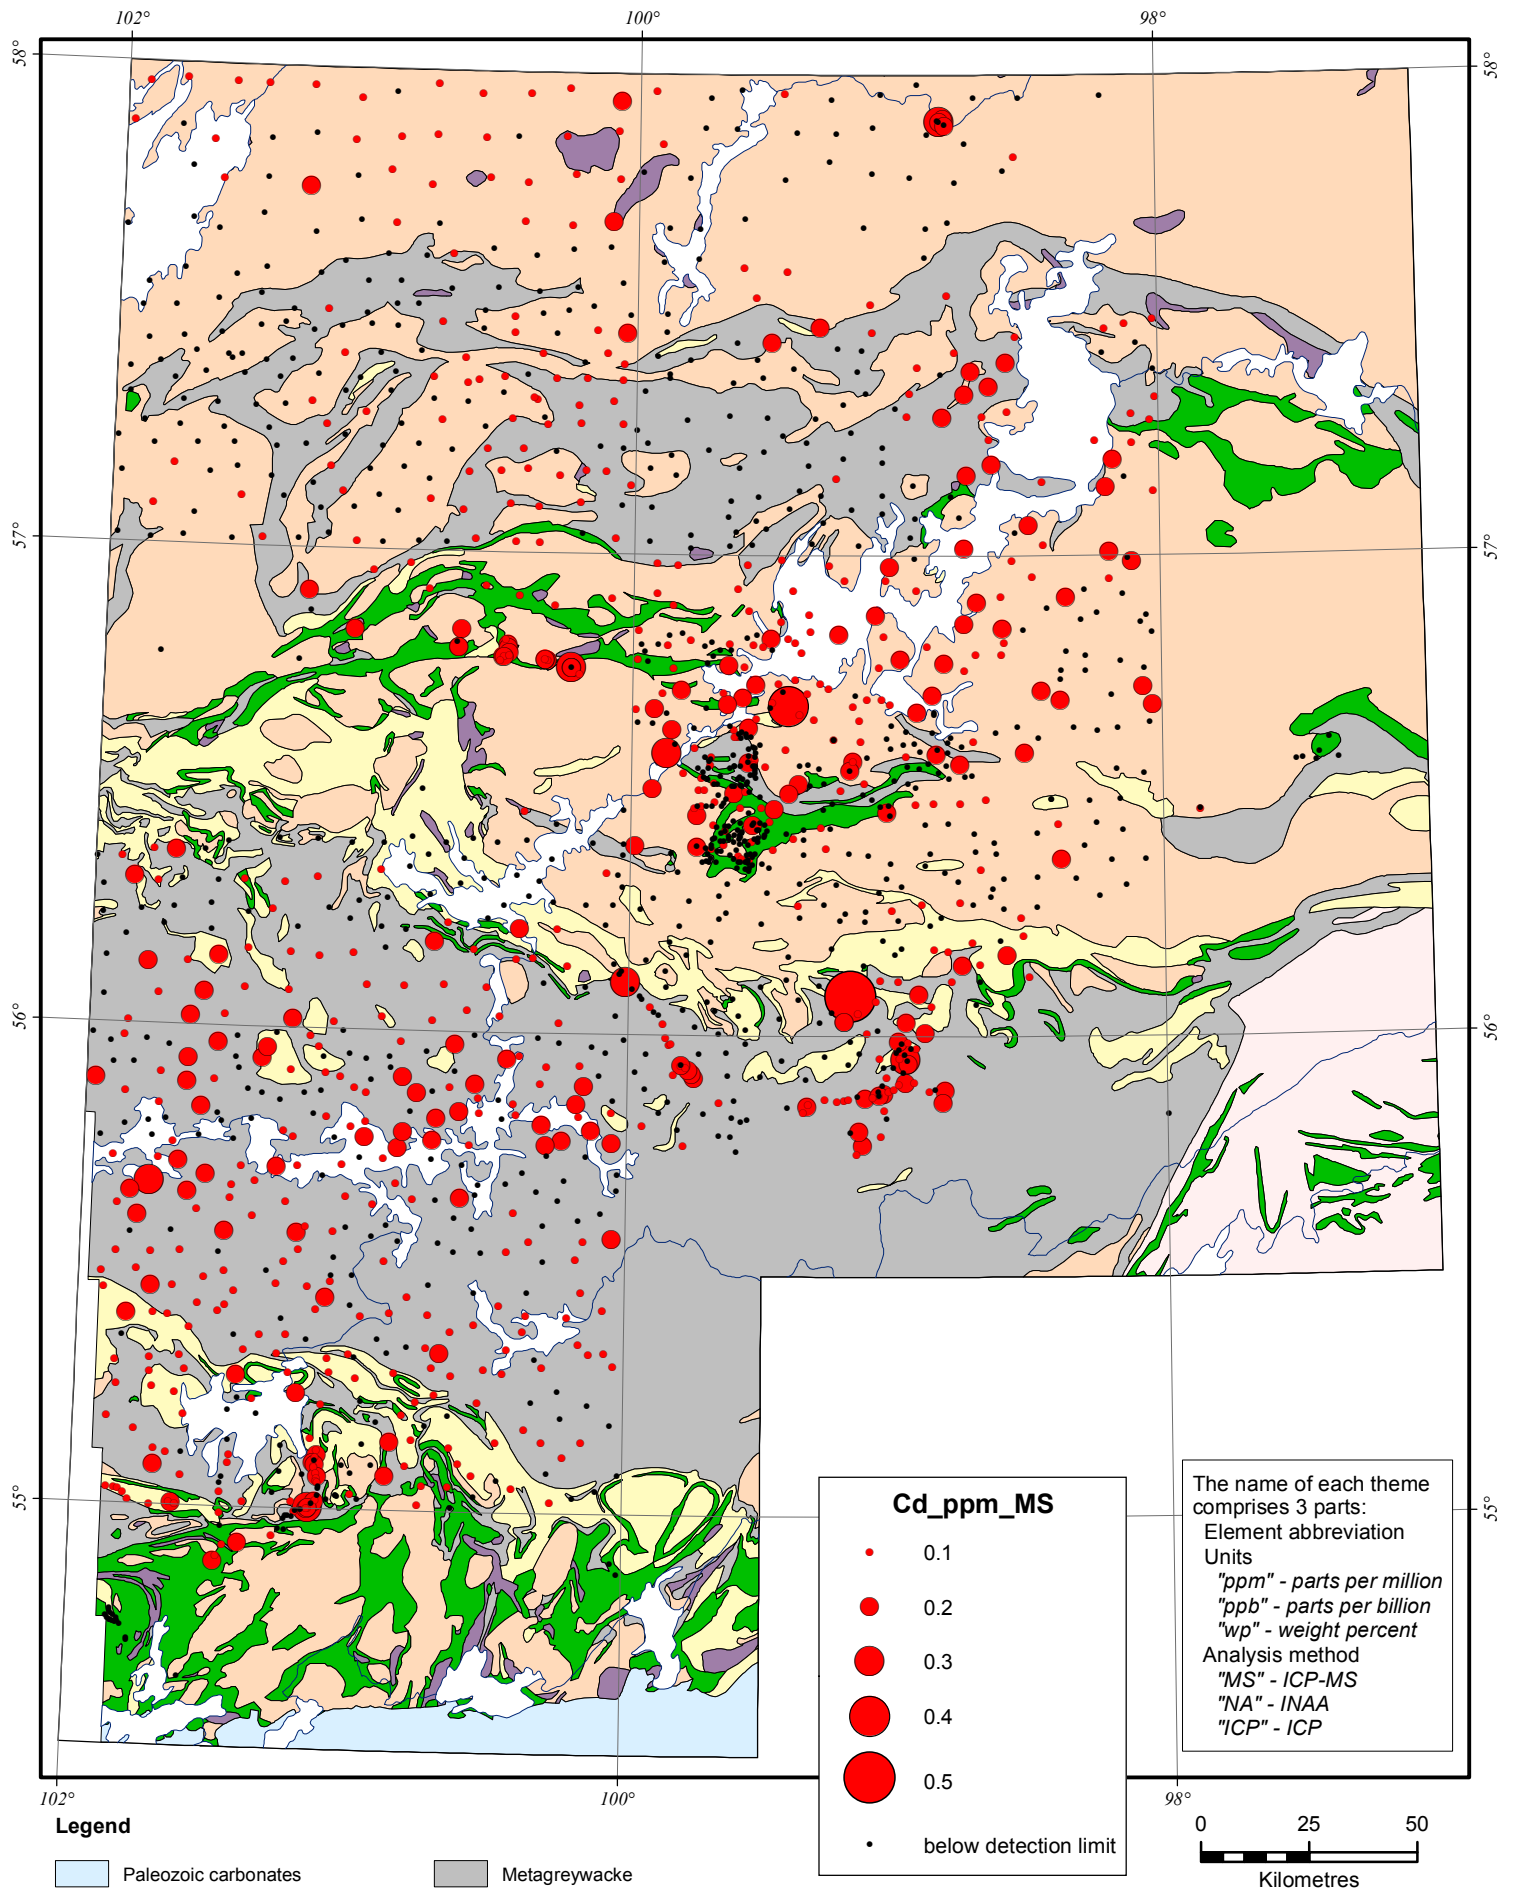 102° 100° 98°
58° 58°
57° 57°
56° 56°
55° 55°
Cd_ppm_MS
0.1
0.2
0.3
0.4
0.5
below detection limit
The name of each theme
comprises 3 parts:
Element abbreviation
Units
"ppm" - parts per million
"ppb" - parts per billion
"wp" - weight percent
Analysis method
"MS" - ICP-MS
"NA" - INAA
"ICP" - ICP
102° 100° 98°
Legend
Paleozoic carbonates
Metagreywacke
0 25 50
Kilometres